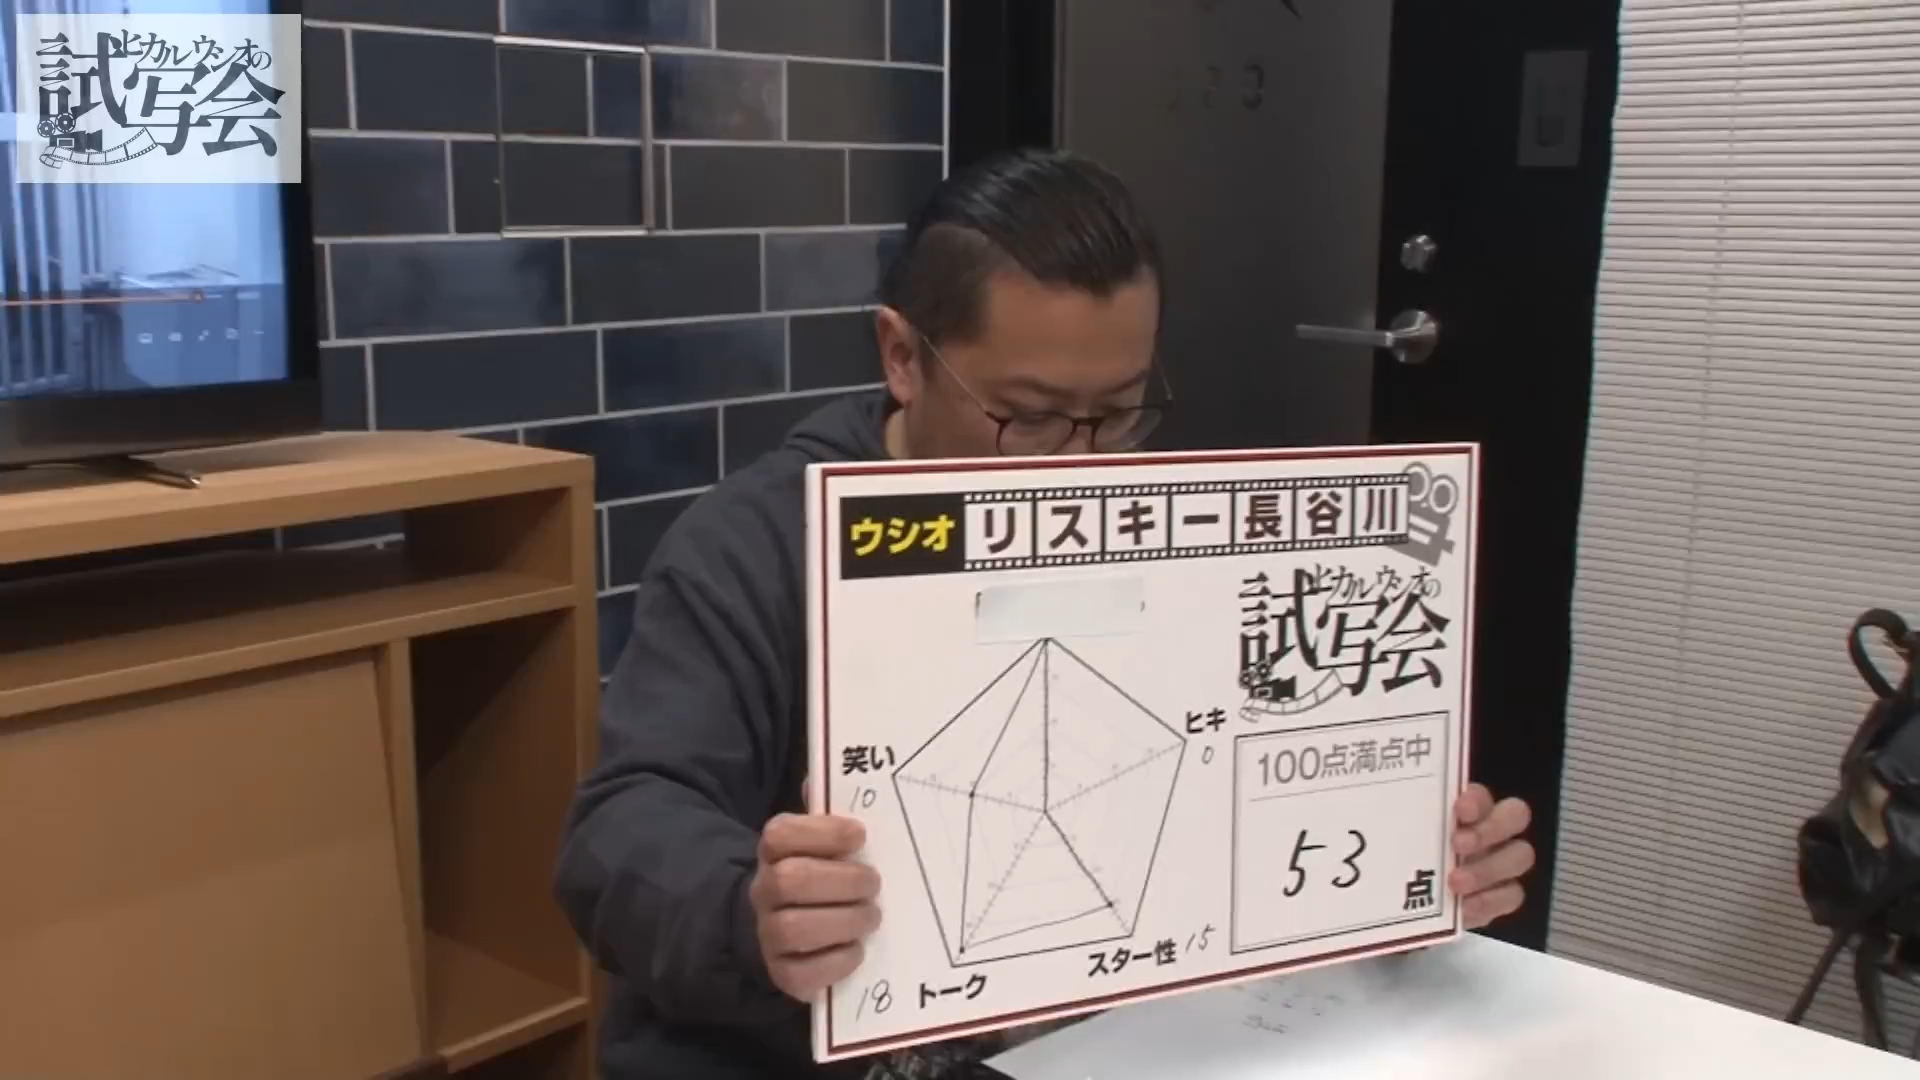 ヒカルウシオの
試写会
ウシオ リスキー長谷川
ヒカルウシオの
試写会
ヒキ
0
笑い
10
100点満点中
53点
スター性 15
18 トーク